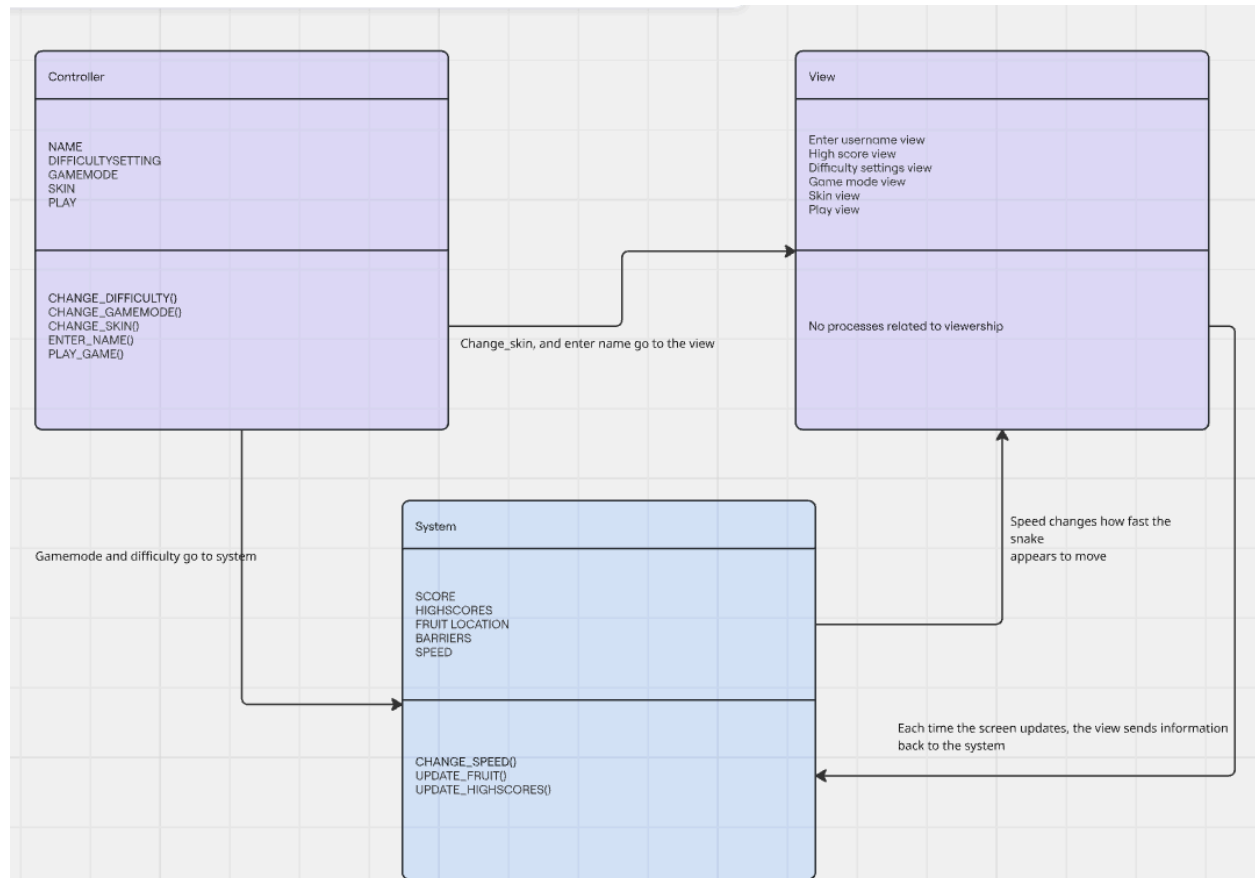 Controller
NAME
DIFFICULTYSETTING
GAMEMODE
SKIN
PLAY
CHANGE_DIFFICULTY()
CHANGE_GAMEMODE()
CHANGE_SKIN()
ENTER_NAME()
PLAY_GAME()
View
Enter username view
High score view
Difficulty settings view
Game mode view
Skin view
Play view
No processes related to viewership
Change_skin, and enter name go to the view
Gamemode and difficulty go to system
System
SCORE
HIGHSCORES
FRUIT LOCATION
BARRIERS
SPEED
CHANGE_SPEED()
UPDATE_FRUIT()
UPDATE_HIGHSCORES()
Speed changes how fast the
snake
appears to move
Each time the screen updates, the view sends information
back to the system